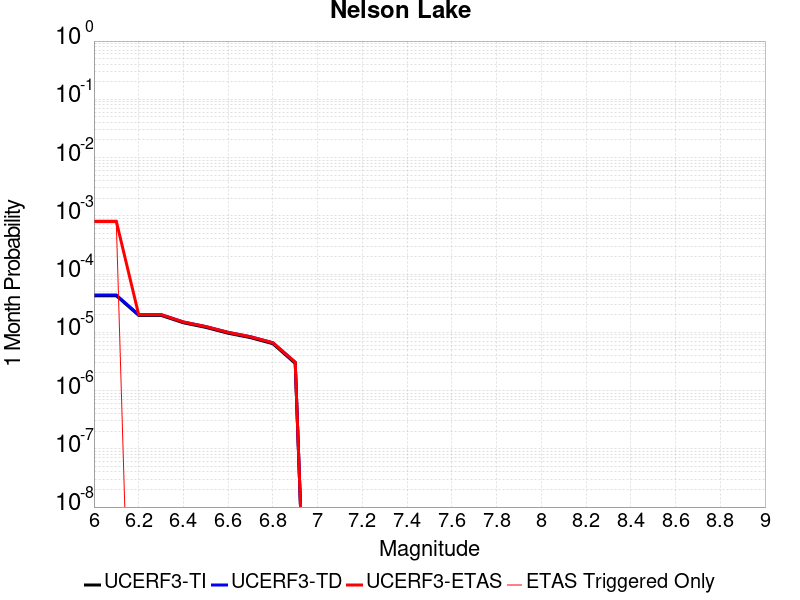 Nelson Lake
10^0
10^-1
10^-2
10^-3
10^-4
10^-5
10^-6
10^-7
10^-8
1 Month Probability
6 6.2 6.4 6.6 6.8 7 7.2 7.4 7.6 7.8 8 8.2 8.4 8.6 8.8 9
Magnitude
UCERF3-TI UCERF3-TD UCERF3-ETAS ETAS Triggered Only